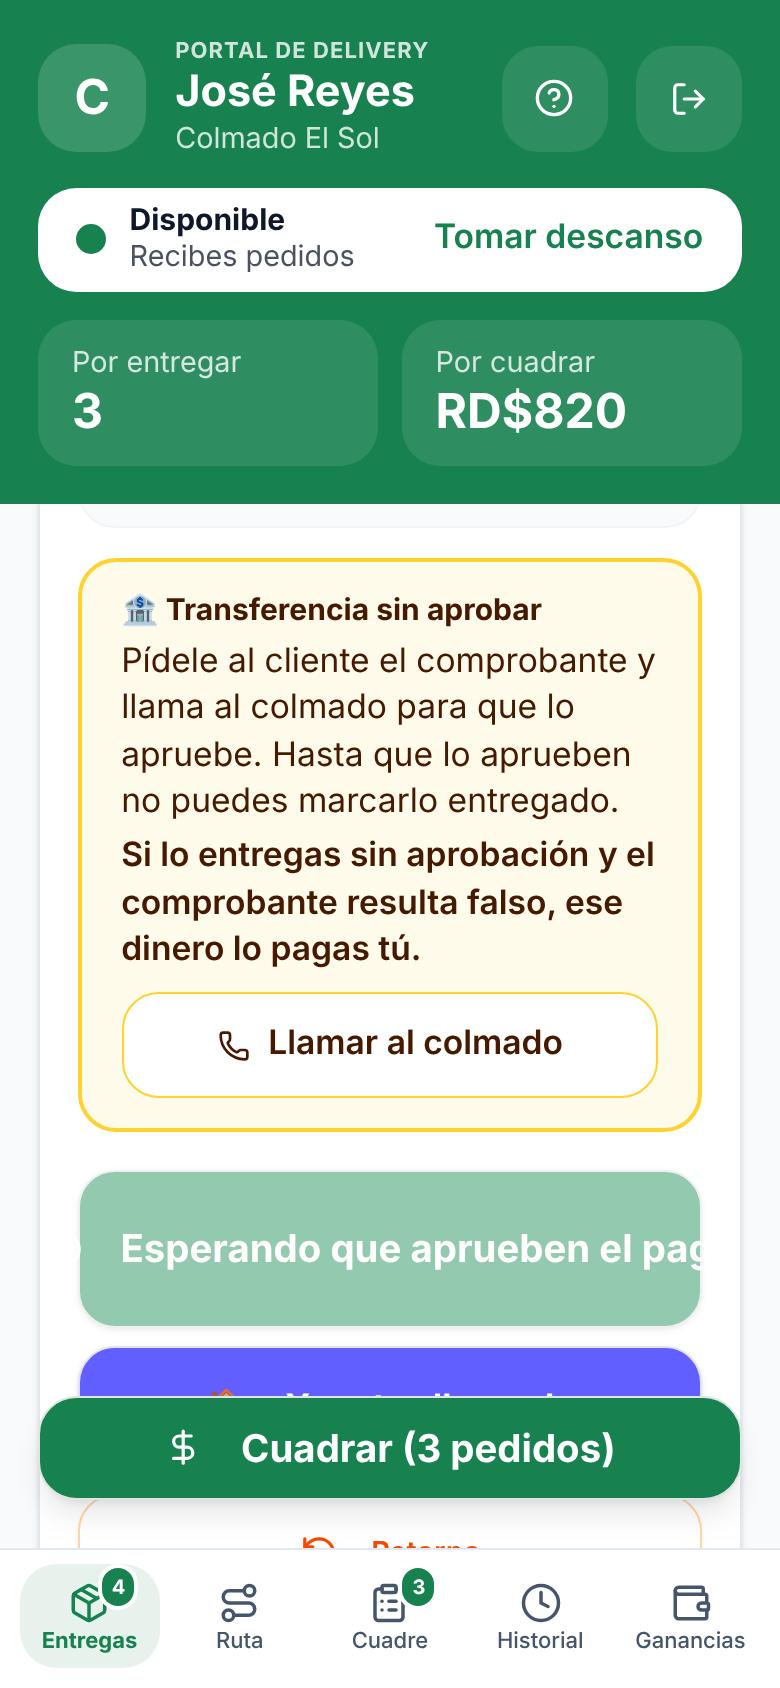 C
PORTAL DE DELIVERY
José Reyes
Colmado El Sol
Disponible
Recibes pedidos
Tomar descanso
Por entregar
3
Por cuadrar
RD$820
Transferencia sin aprobar
Pídele al cliente el comprobante y
llama al colmado para que lo
apruebe. Hasta que lo aprueben
no puedes marcarlo entregado.
Si lo entregas sin aprobación y el
comprobante resulta falso, ese
dinero lo pagas tú.
Llamar al colmado
Esperando que aprueben el pag
Cuadrar (3 pedidos)
4
Entregas
Ruta
3
Cuadre
Historial
Ganancias